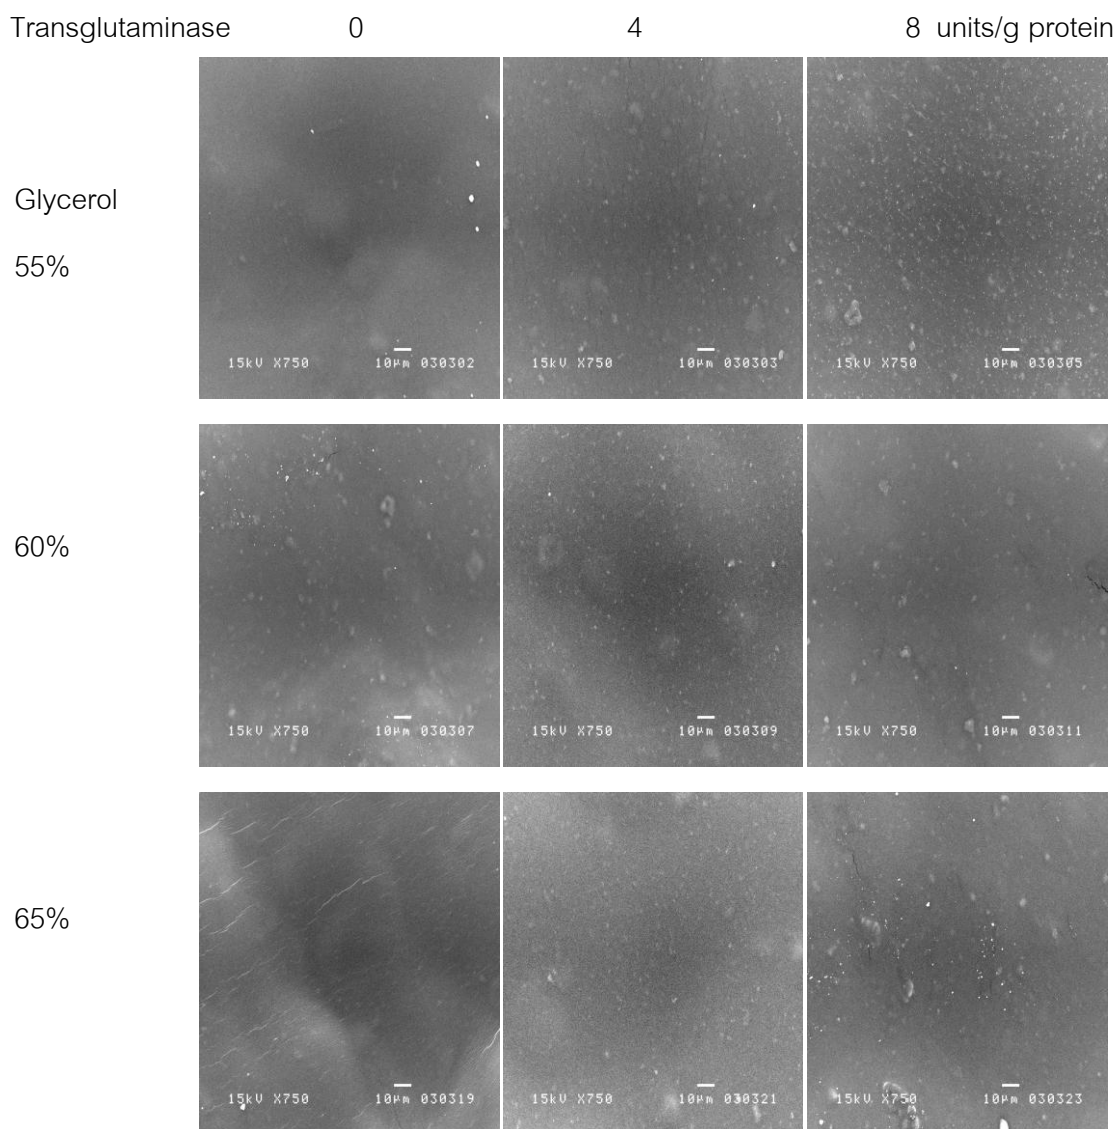 Transglutaminase 0 4 8 units/g protein
Glycerol
55%
15kV X750 10µm 030302
15kV X750 10µm 030303
15kV X750 10µm 030305
60%
15kV X750 10µm 030307
15kV X750 10µm 030309
15kV X750 10µm 030311
65%
15kV X750 10µm 030319
15kV X750 10µm 030321
15kV X750 10µm 030323